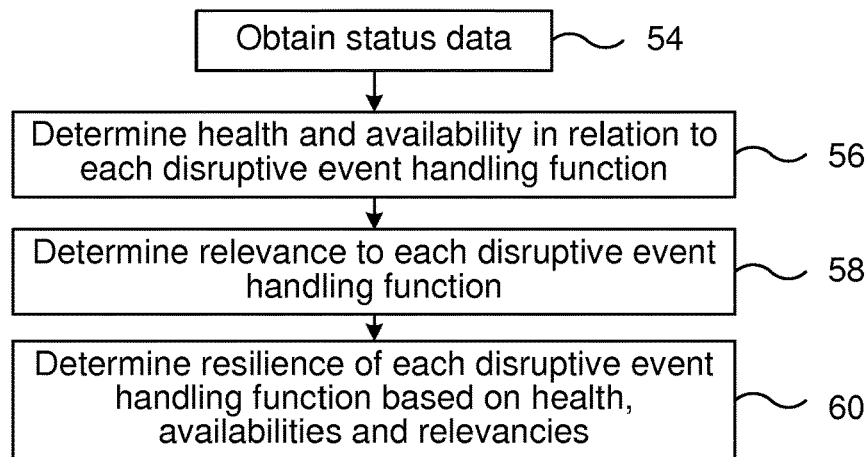 Obtain status data
54
Determine health and availability in relation to
each disruptive event handling function
56
Determine relevance to each disruptive event
handling function
58
Determine resilience of each disruptive event
handling function based on health,
availabilities and relevancies
60